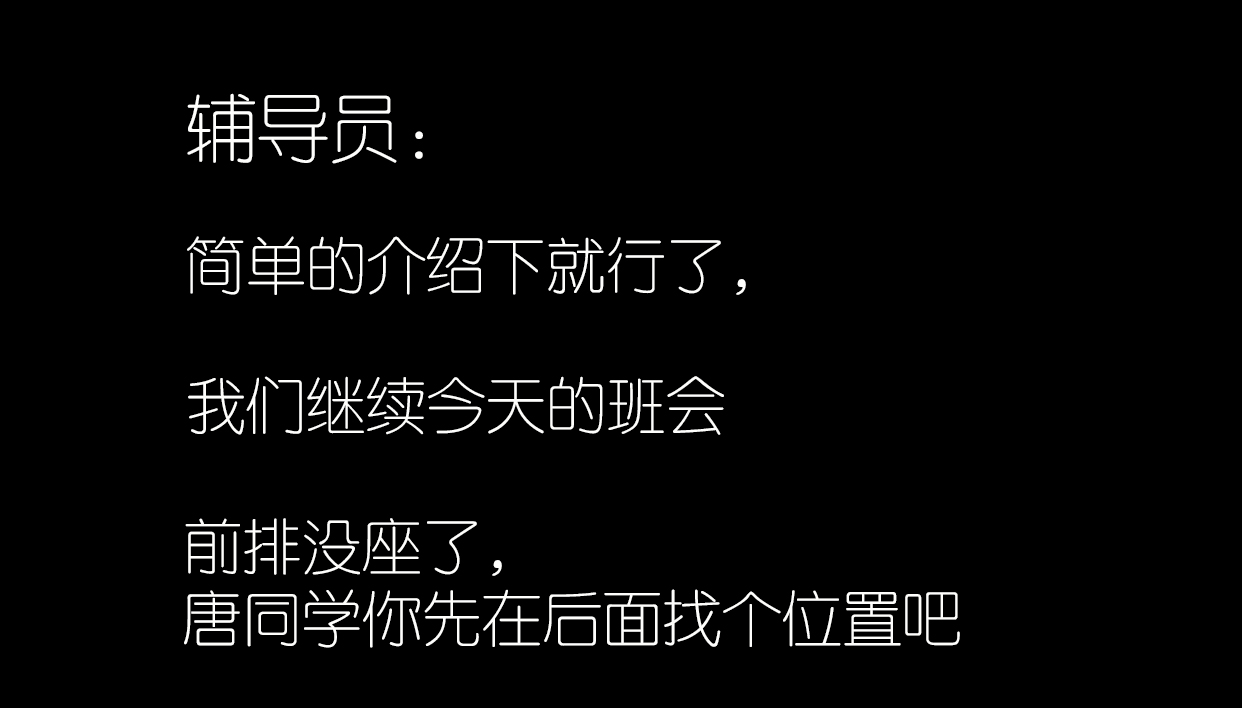 辅导员:
简单的介绍下就行了,
我们继续今天的班会
前排没座了,
唐同学你先在后面找个位置吧